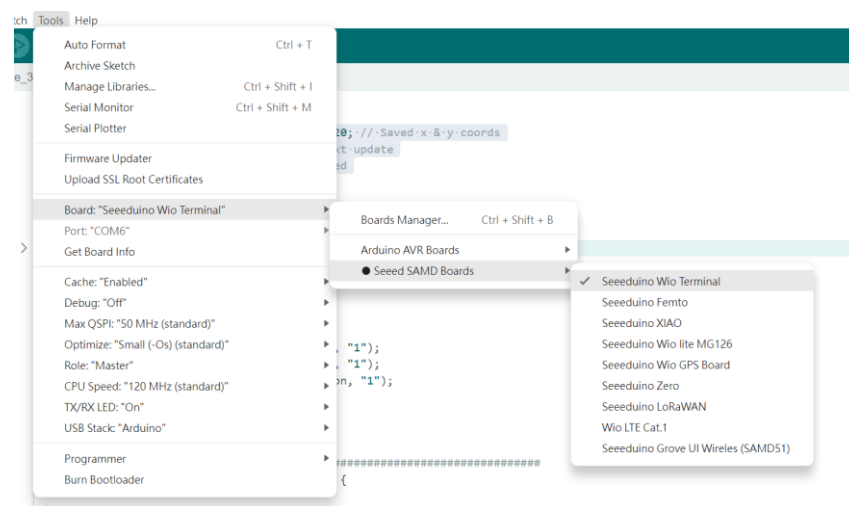 tch Tools Help
Auto Format Ctrl + T
Archive Sketch
e_3
Manage Libraries... Ctrl + Shift + I
Serial Monitor Ctrl + Shift + M
Serial Plotter
20; // Saved x & y coords
xt update
ed
Firmware Updater
Upload SSL Root Certificates
Board: "Seeeduino Wio Terminal"
Port: "COM6"
Get Board Info
Boards Manager... Ctrl + Shift + B
Arduino AVR Boards
Seeed SAMD Boards
Seeeduino Wio Terminal
Seeeduino Femto
Seeeduino XIAO
Seeeduino Wio lite MG126
Seeeduino Wio GPS Board
Seeeduino Zero
Seeeduino LoRaWAN
Wio LTE Cat.1
Seeeduino Grove UI Wireles (SAMD51)
Cache: "Enabled"
Debug: "Off"
Max QSPI: "50 MHz (standard)"
Optimize: "Small (-Os) (standard)"
Role: "Master"
CPU Speed: "120 MHz (standard)"
TX/RX LED: "On"
USB Stack: "Arduino"
, "1");
, "1");
on, "1");
Programmer
Burn Bootloader
################################
{